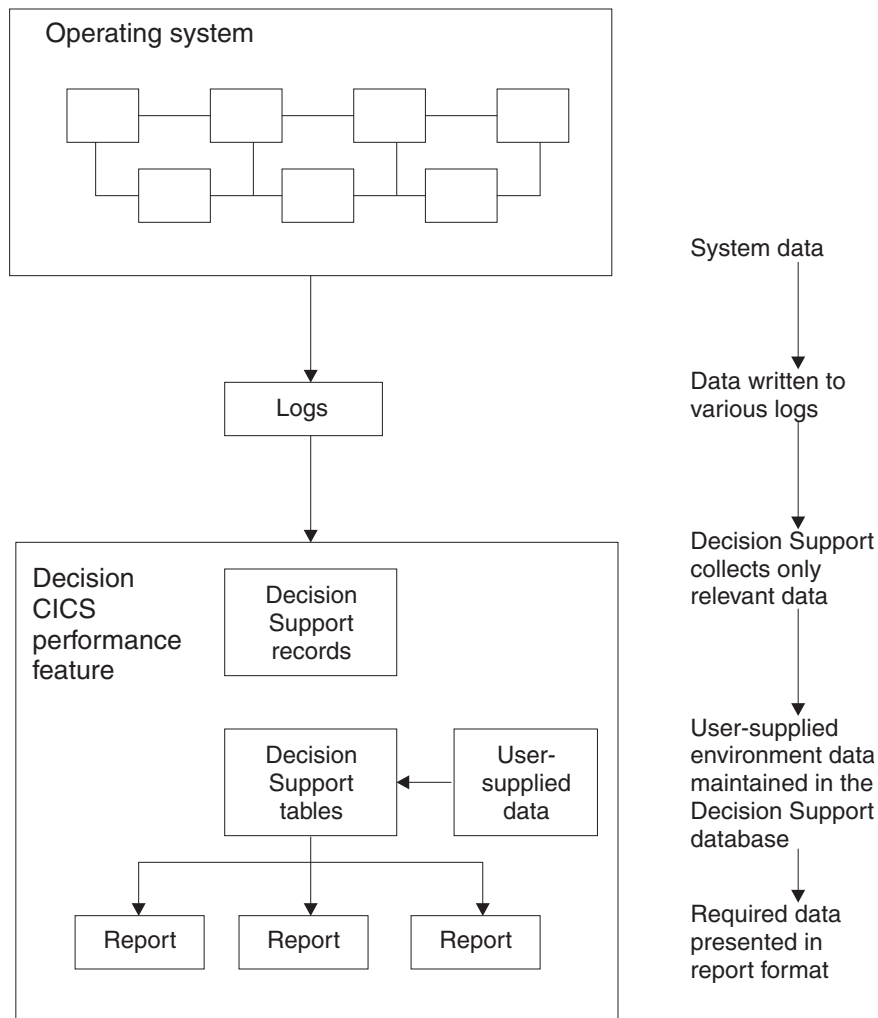 Operating system
System data
Logs
Data written to
various logs
Decision
CICS
performance
feature
Decision
Support
records
Decision Support
collects only
relevant data
Decision
Support
tables
User-
supplied
data
User-supplied
environment data
maintained in the
Decision Support
database
Report
Report
Report
Required data
presented in
report format